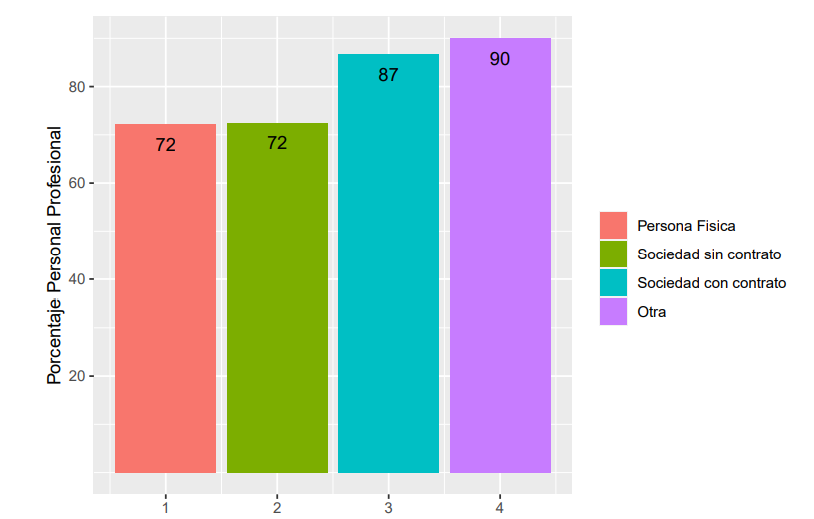 Porcentaje Personal Profesional
80
60
40
20
72
72
87
90
1
2
3
4
Persona Fisica
Sociedad sin contrato
Sociedad con contrato
Otra